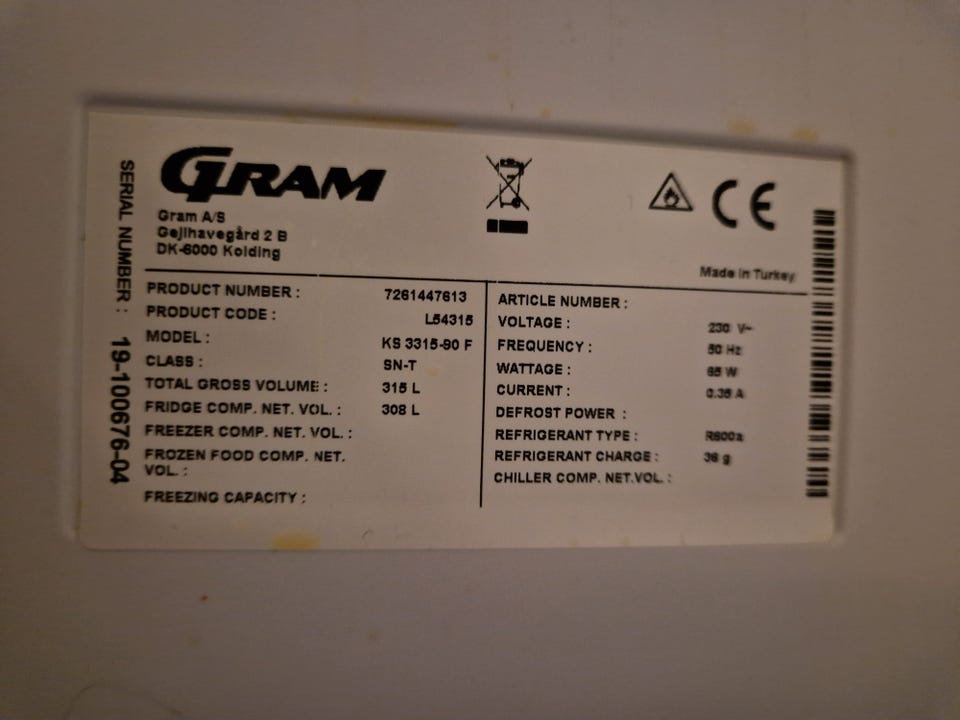 GRAM
Gram A/S
Gejlhavegård 2 B
DK-6000 Kolding
Made in Turkey
SERIAL NUMBER : 19-100676-04
PRODUCT NUMBER : 7261447613
PRODUCT CODE : L54315
MODEL : KS 3315-90 F
CLASS : SN-T
TOTAL GROSS VOLUME : 315 L
FRIDGE COMP. NET. VOL. : 308 L
FREEZER COMP. NET. VOL. :
FROZEN FOOD COMP. NET.
VOL. :
FREEZING CAPACITY :
ARTICLE NUMBER :
VOLTAGE : 230 V~
FREQUENCY : 50 Hz
WATTAGE :
CURRENT :
DEFROST POWER :
REFRIGERANT TYPE : R600a
REFRIGERANT CHARGE :
CHILLER COMP. NET.VOL. :
CE